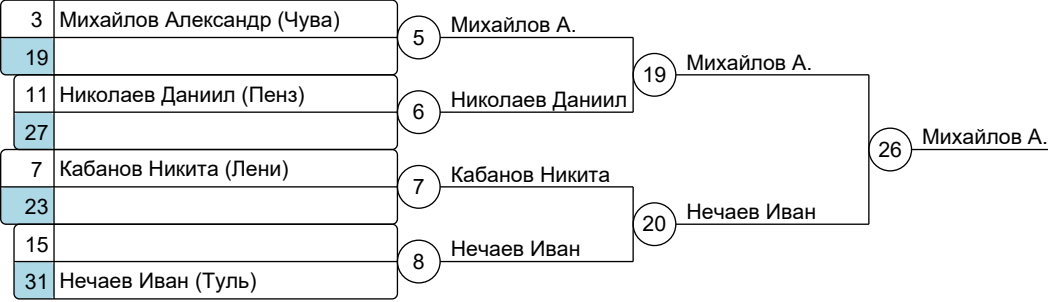 3 Михайлов Александр (Чува)
19
11 Николаев Даниил (Пенз)
27
7 Кабанов Никита (Лени)
23
15
31 Нечаев Иван (Туль)
5 Михайлов А.
6 Николаев Даниил
7 Кабанов Никита
8 Нечаев Иван
19 Михайлов А.
20 Нечаев Иван
26 Михайлов А.